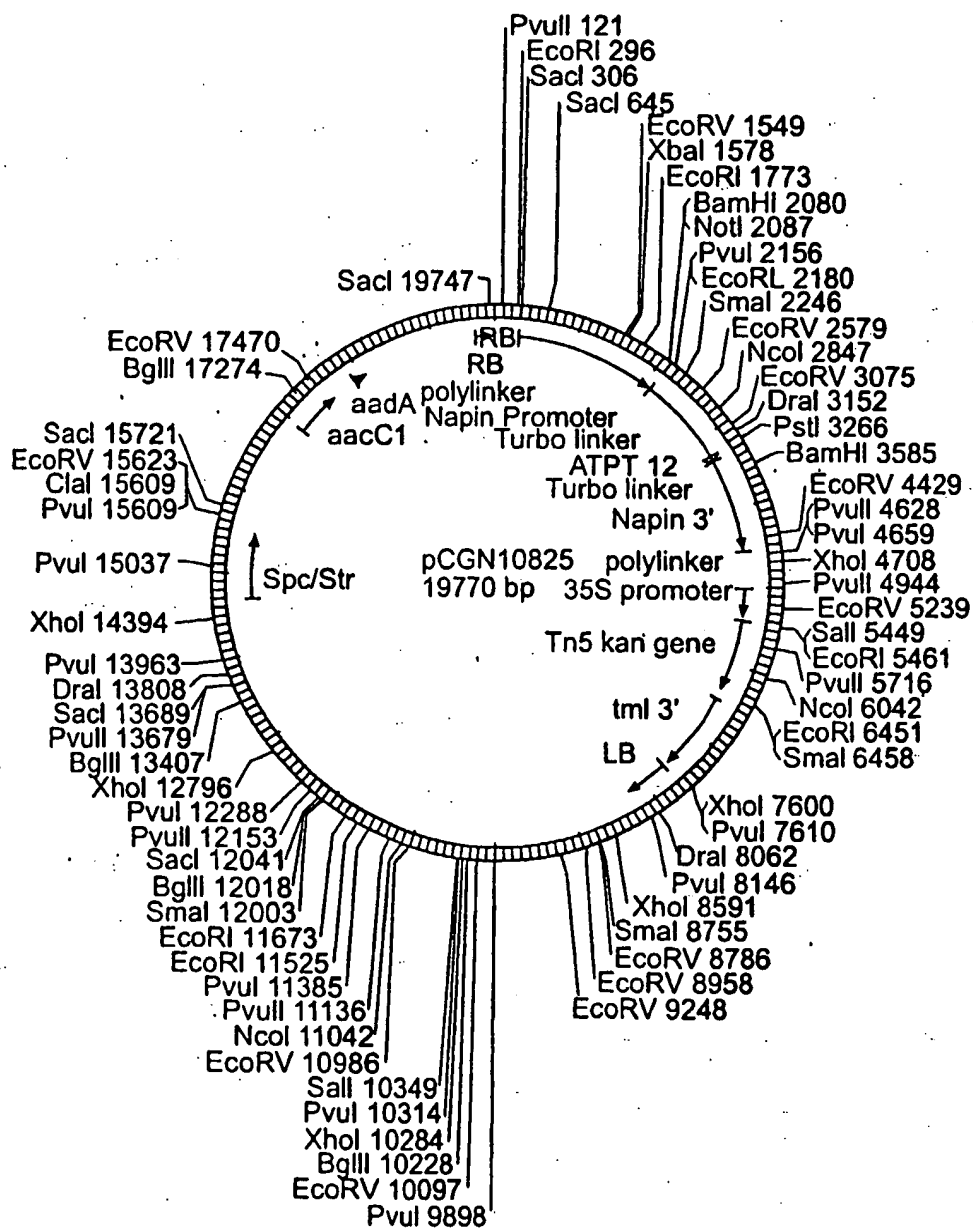 PvuII 121
EcoRI 296
SacI 306
SacI 645
EcoRV 1549
XbaI 1578
EcoRI 1773
BamHI 2080
NotI 2087
PvuI 2156
EcoRL 2180
SmaI 2246
EcoRV 2579
NcoI 2847
EcoRV 3075
DraI 3152
PstI 3266
BamHI 3585
EcoRV 4429
PvuII 4628
PvuI 4659
XhoI 4708
PvuII 4944
EcoRV 5239
SalI 5449
EcoRI 5461
PvuII 5716
NcoI 6042
EcoRI 6451
SmaI 6458
XhoI 7600
PvuI 7610
DraI 8062
PvuI 8146
XhoI 8591
SmaI 8755
EcoRV 8786
EcoRV 8958
EcoRV 9248
SacI 19747
EcoRV 17470
BglII 17274
SacI 15721
EcoRV 15623
ClaI 15609
PvuI 15609
PvuI 15037
XhoI 14394
PvuI 13963
DraI 13808
SacI 13689
PvuII 13679
BglII 13407
XhoI 12796
PvuI 12288
PvuII 12153
SacI 12041
BglII 12018
SmaI 12003
EcoRI 11673
EcoRI 11525
PvuI 11385
PvuII 11136
NcoI 11042
EcoRV 10986
SalI 10349
PvuI 10314
XhoI 10284
BglII 10228
EcoRV 10097
PvuI 9898
RB
RB
polylinker
aadA
Napin Promoter
aacC1
Turbo linker
ATPT 12
Turbo linker
Napin 3'
pCGN10825
polylinker
19770 bp
35S promoter
Spc/Str
Tn5 kan gene
tml 3'
LB